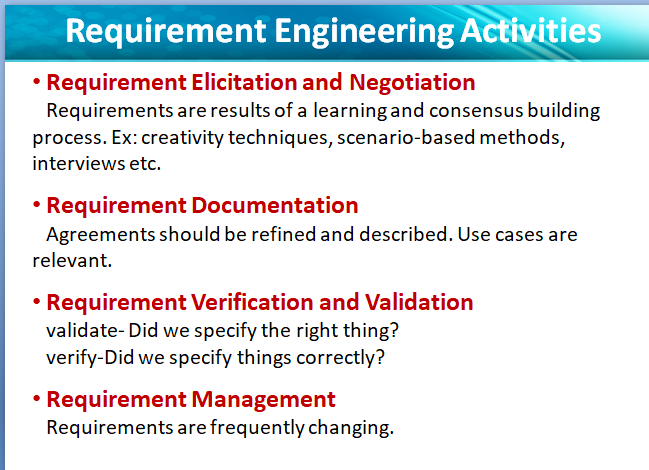 Requirement Engineering Activities
• Requirement Elicitation and Negotiation
Requirements are results of a learning and consensus building
process. Ex: creativity techniques, scenario-based methods,
interviews etc.
• Requirement Documentation
Agreements should be refined and described. Use cases are
relevant.
• Requirement Verification and Validation
validate- Did we specify the right thing?
verify-Did we specify things correctly?
• Requirement Management
Requirements are frequently changing.